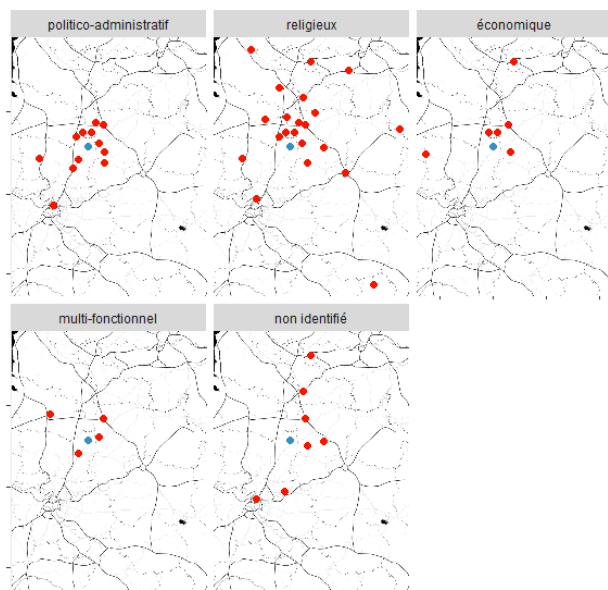 politico-administratif
religieux
économique
multi-fonctionnel
non identifié